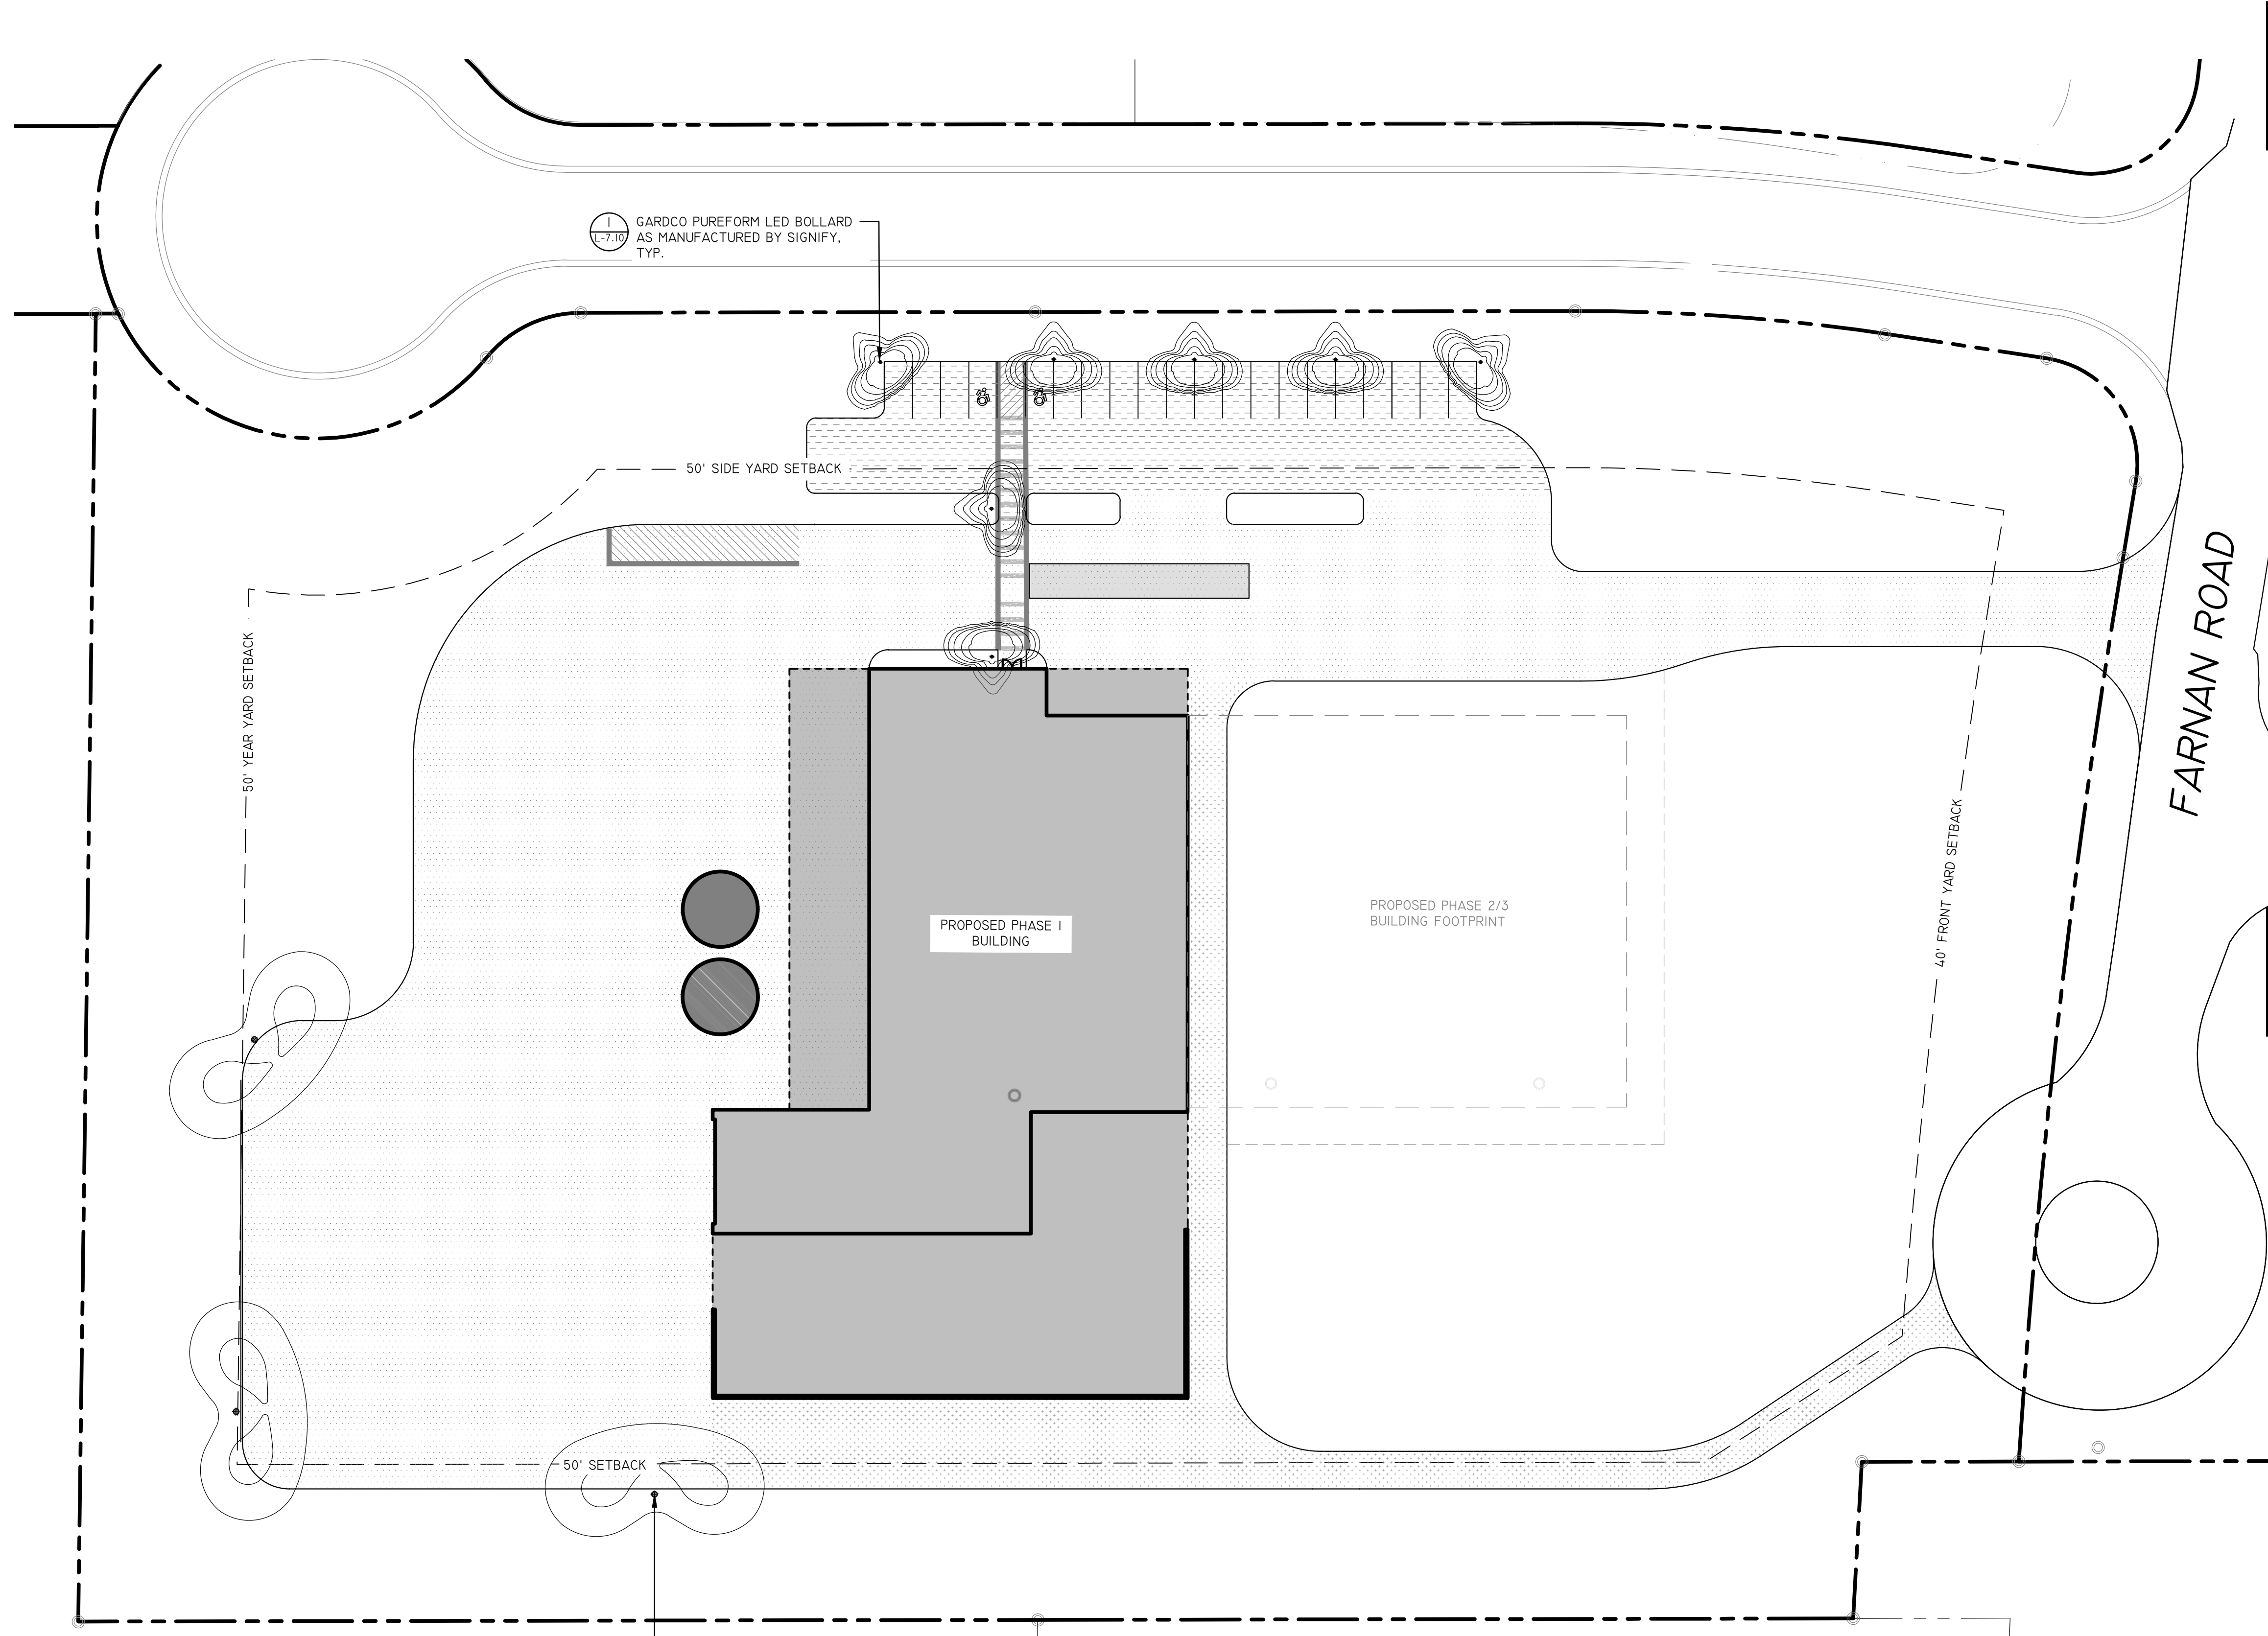 1
L-7.10
GARDCO PUREFORM LED BOLLARD
AS MANUFACTURED BY SIGNIFY,
TYP.
50' SIDE YARD SETBACK
50' YEAR YARD SETBACK
FARNAN ROAD
40' FRONT YARD SETBACK
PROPOSED PHASE 1
BUILDING
PROPOSED PHASE 2/3
BUILDING FOOTPRINT
50' SETBACK